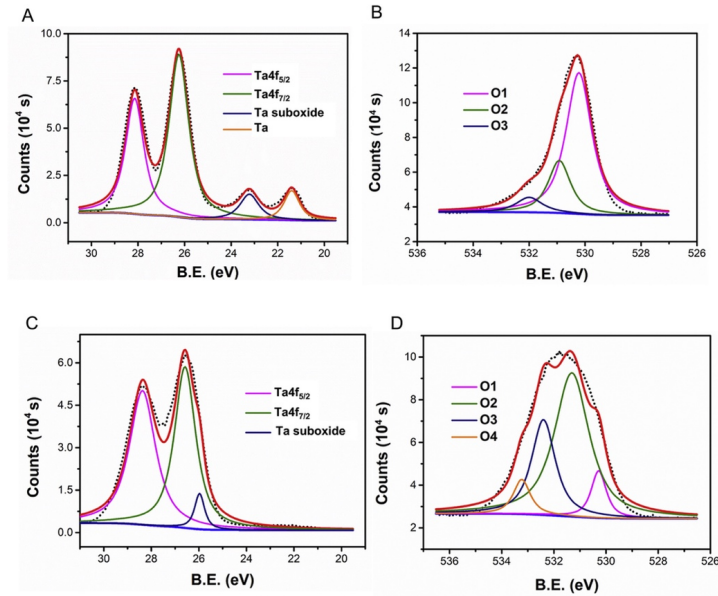 A
10.0
7.5
5.0
2.5
0.0
Counts (10⁴ s)
30 28 26 24 22 20
B.E. (eV)
Ta4f5/2
Ta4f7/2
Ta suboxide
Ta
B
14
12
10
8
6
4
2
Counts (10⁴ s)
536 534 532 530 528 526
B.E. (eV)
O1
O2
O3
C
6.0
4.5
3.0
1.5
0.0
Counts (10⁴ s)
30 28 26 24 22 20
B.E. (eV)
Ta4f5/2
Ta4f7/2
Ta suboxide
D
10
8
6
4
2
Counts (10⁴ s)
536 534 532 530 528 526
B.E. (eV)
O1
O2
O3
O4